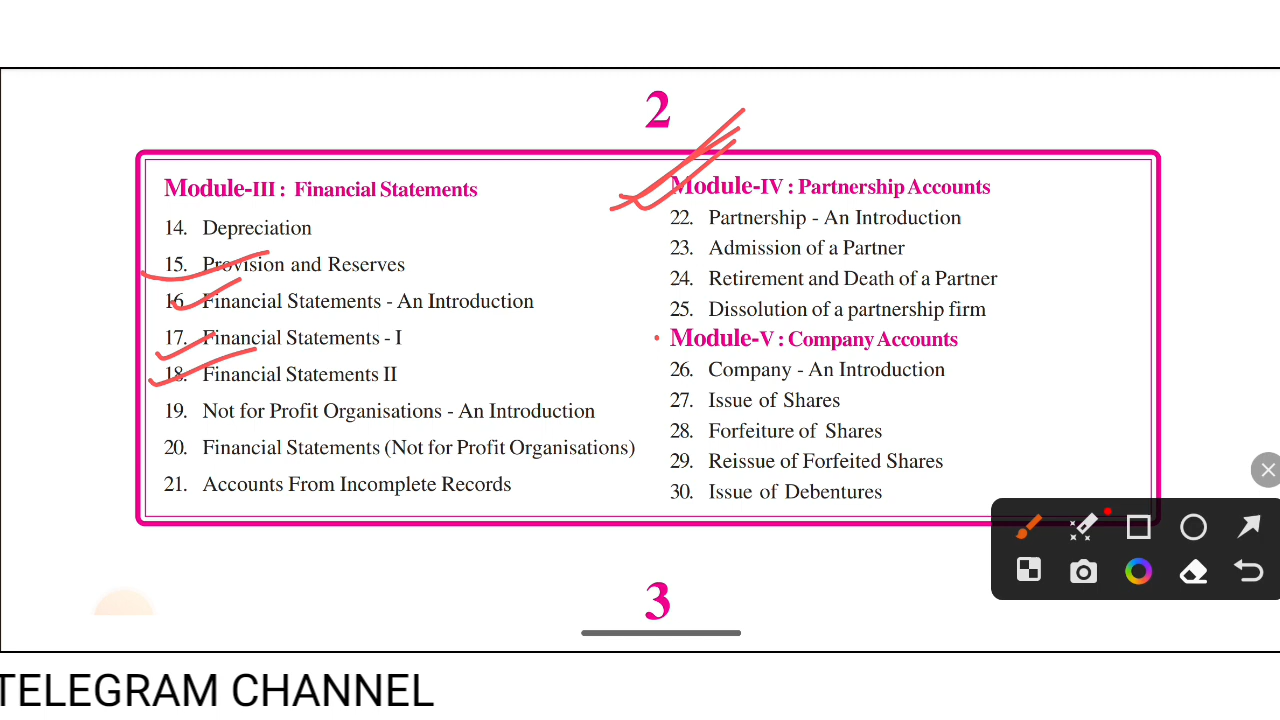 2
Module-III : Financial Statements
14. Depreciation
15. Provision and Reserves
16. Financial Statements - An Introduction
17. Financial Statements - I
18. Financial Statements II
19. Not for Profit Organisations - An Introduction
20. Financial Statements (Not for Profit Organisations)
21. Accounts From Incomplete Records
Module-IV : Partnership Accounts
22. Partnership - An Introduction
23. Admission of a Partner
24. Retirement and Death of a Partner
25. Dissolution of a partnership firm
Module-V : Company Accounts
26. Company - An Introduction
27. Issue of Shares
28. Forfeiture of Shares
29. Reissue of Forfeited Shares
30. Issue of Debentures
3
TELEGRAM CHANNEL